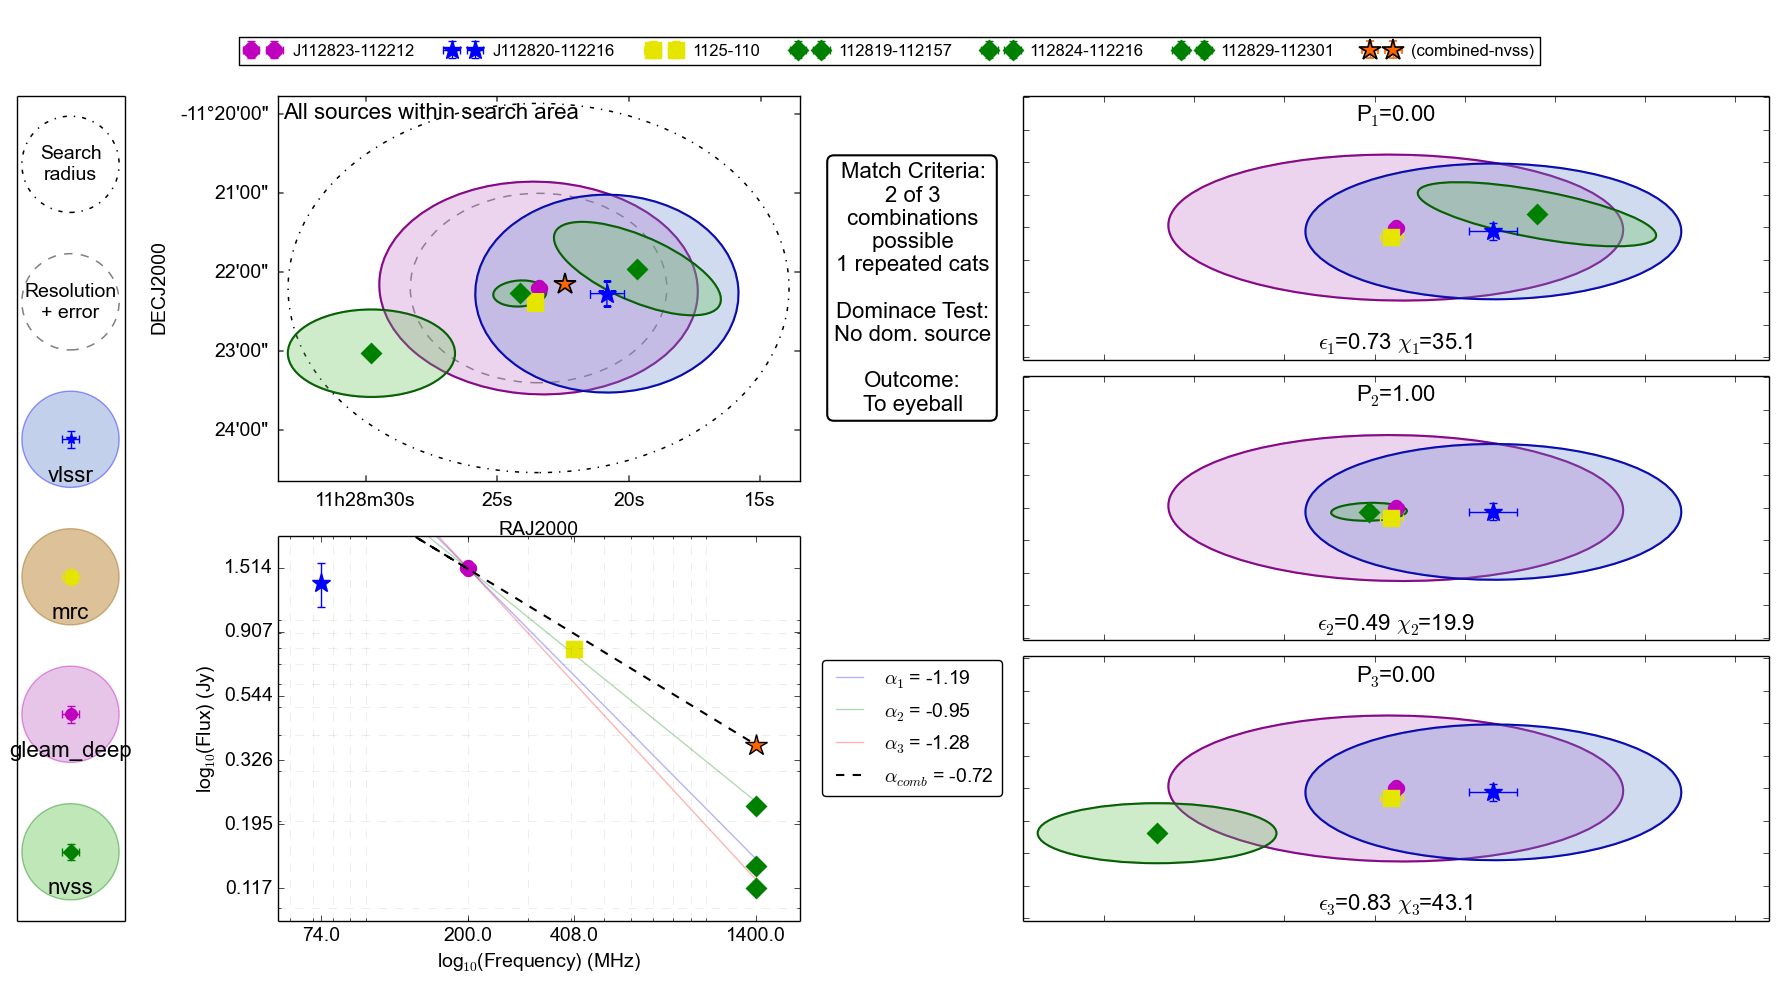 J112823-112212 J112820-112216 1125-110 112819-112157 112824-112216 112829-112301 (combined-nvss)
Search
radius
Resolution
+ error
vlssr
mrc
gleam_deep
nvss
All sources within search area
-11°20'00"
21'00"
22'00"
23'00"
24'00"
DECJ2000
11h28m30s 25s 20s 15s
RAJ2000
1.514
0.907
0.544
0.326
0.195
0.117
log₁₀(Flux) (Jy)
74.0 200.0 408.0 1400.0
log₁₀(Frequency) (MHz)
Match Criteria:
2 of 3
combinations
possible
1 repeated cats
Dominace Test:
No dom. source
Outcome:
To eyeball
α₁ = -1.19
α₂ = -0.95
α₃ = -1.28
α_comb = -0.72
P₁=0.00
ϵ₁=0.73 χ₁=35.1
P₂=1.00
ϵ₂=0.49 χ₂=19.9
P₃=0.00
ϵ₃=0.83 χ₃=43.1